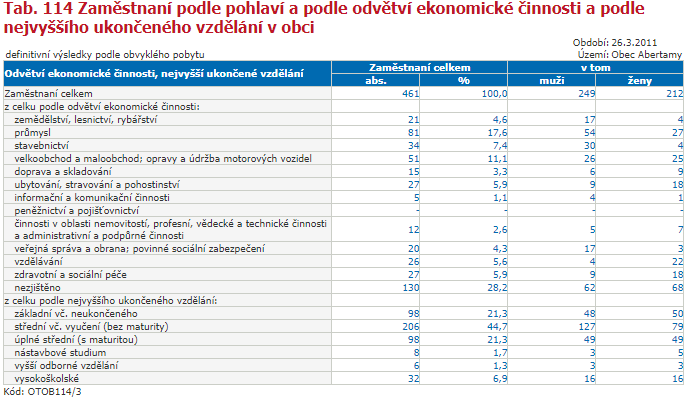 Tab. 114 Zaměstnaní podle pohlaví a podle odvětví ekonomické činnosti a podle
nejvyššího ukončeného vzdělání v obci
Období: 26.3.2011
definitivní výsledky podle obvyklého pobytu Území: Obec Abertamy
Odvětví ekonomické činnosti, nejvyšší ukončené vzdělání Zaměstnaní celkem v tom
abs. % muži ženy
Zaměstnaní celkem 461 100,0 249 212
z celku podle odvětví ekonomické činnosti:
zemědělství, lesnictví, rybářství 21 4,6 17 4
průmysl 81 17,6 54 27
stavebnictví 34 7,4 30 4
velkoobchod a maloobchod; opravy a údržba motorových vozidel 51 11,1 26 25
doprava a skladování 15 3,3 6 9
ubytování, stravování a pohostinství 27 5,9 9 18
informační a komunikační činnosti 5 1,1 4 1
peněžnictví a pojišťovnictví - - - -
činnosti v oblasti nemovitostí, profesní, vědecké a technické činnosti
a administrativní a podpůrné činnosti 12 2,6 5 7
veřejná správa a obrana; povinné sociální zabezpečení 20 4,3 17 3
vzdělávání 26 5,6 4 22
zdravotní a sociální péče 27 5,9 9 18
nezjištěno 130 28,2 62 68
z celku podle nejvyššího ukončeného vzdělání:
základní vč. neukončeného 98 21,3 48 50
střední vč. vyučení (bez maturity) 206 44,7 127 79
úplné střední (s maturitou) 98 21,3 49 49
nástavbové studium 8 1,7 3 5
vyšší odborné vzdělání 6 1,3 3 3
vysokoškolské 32 6,9 16 16
Kód: OTOB114/3